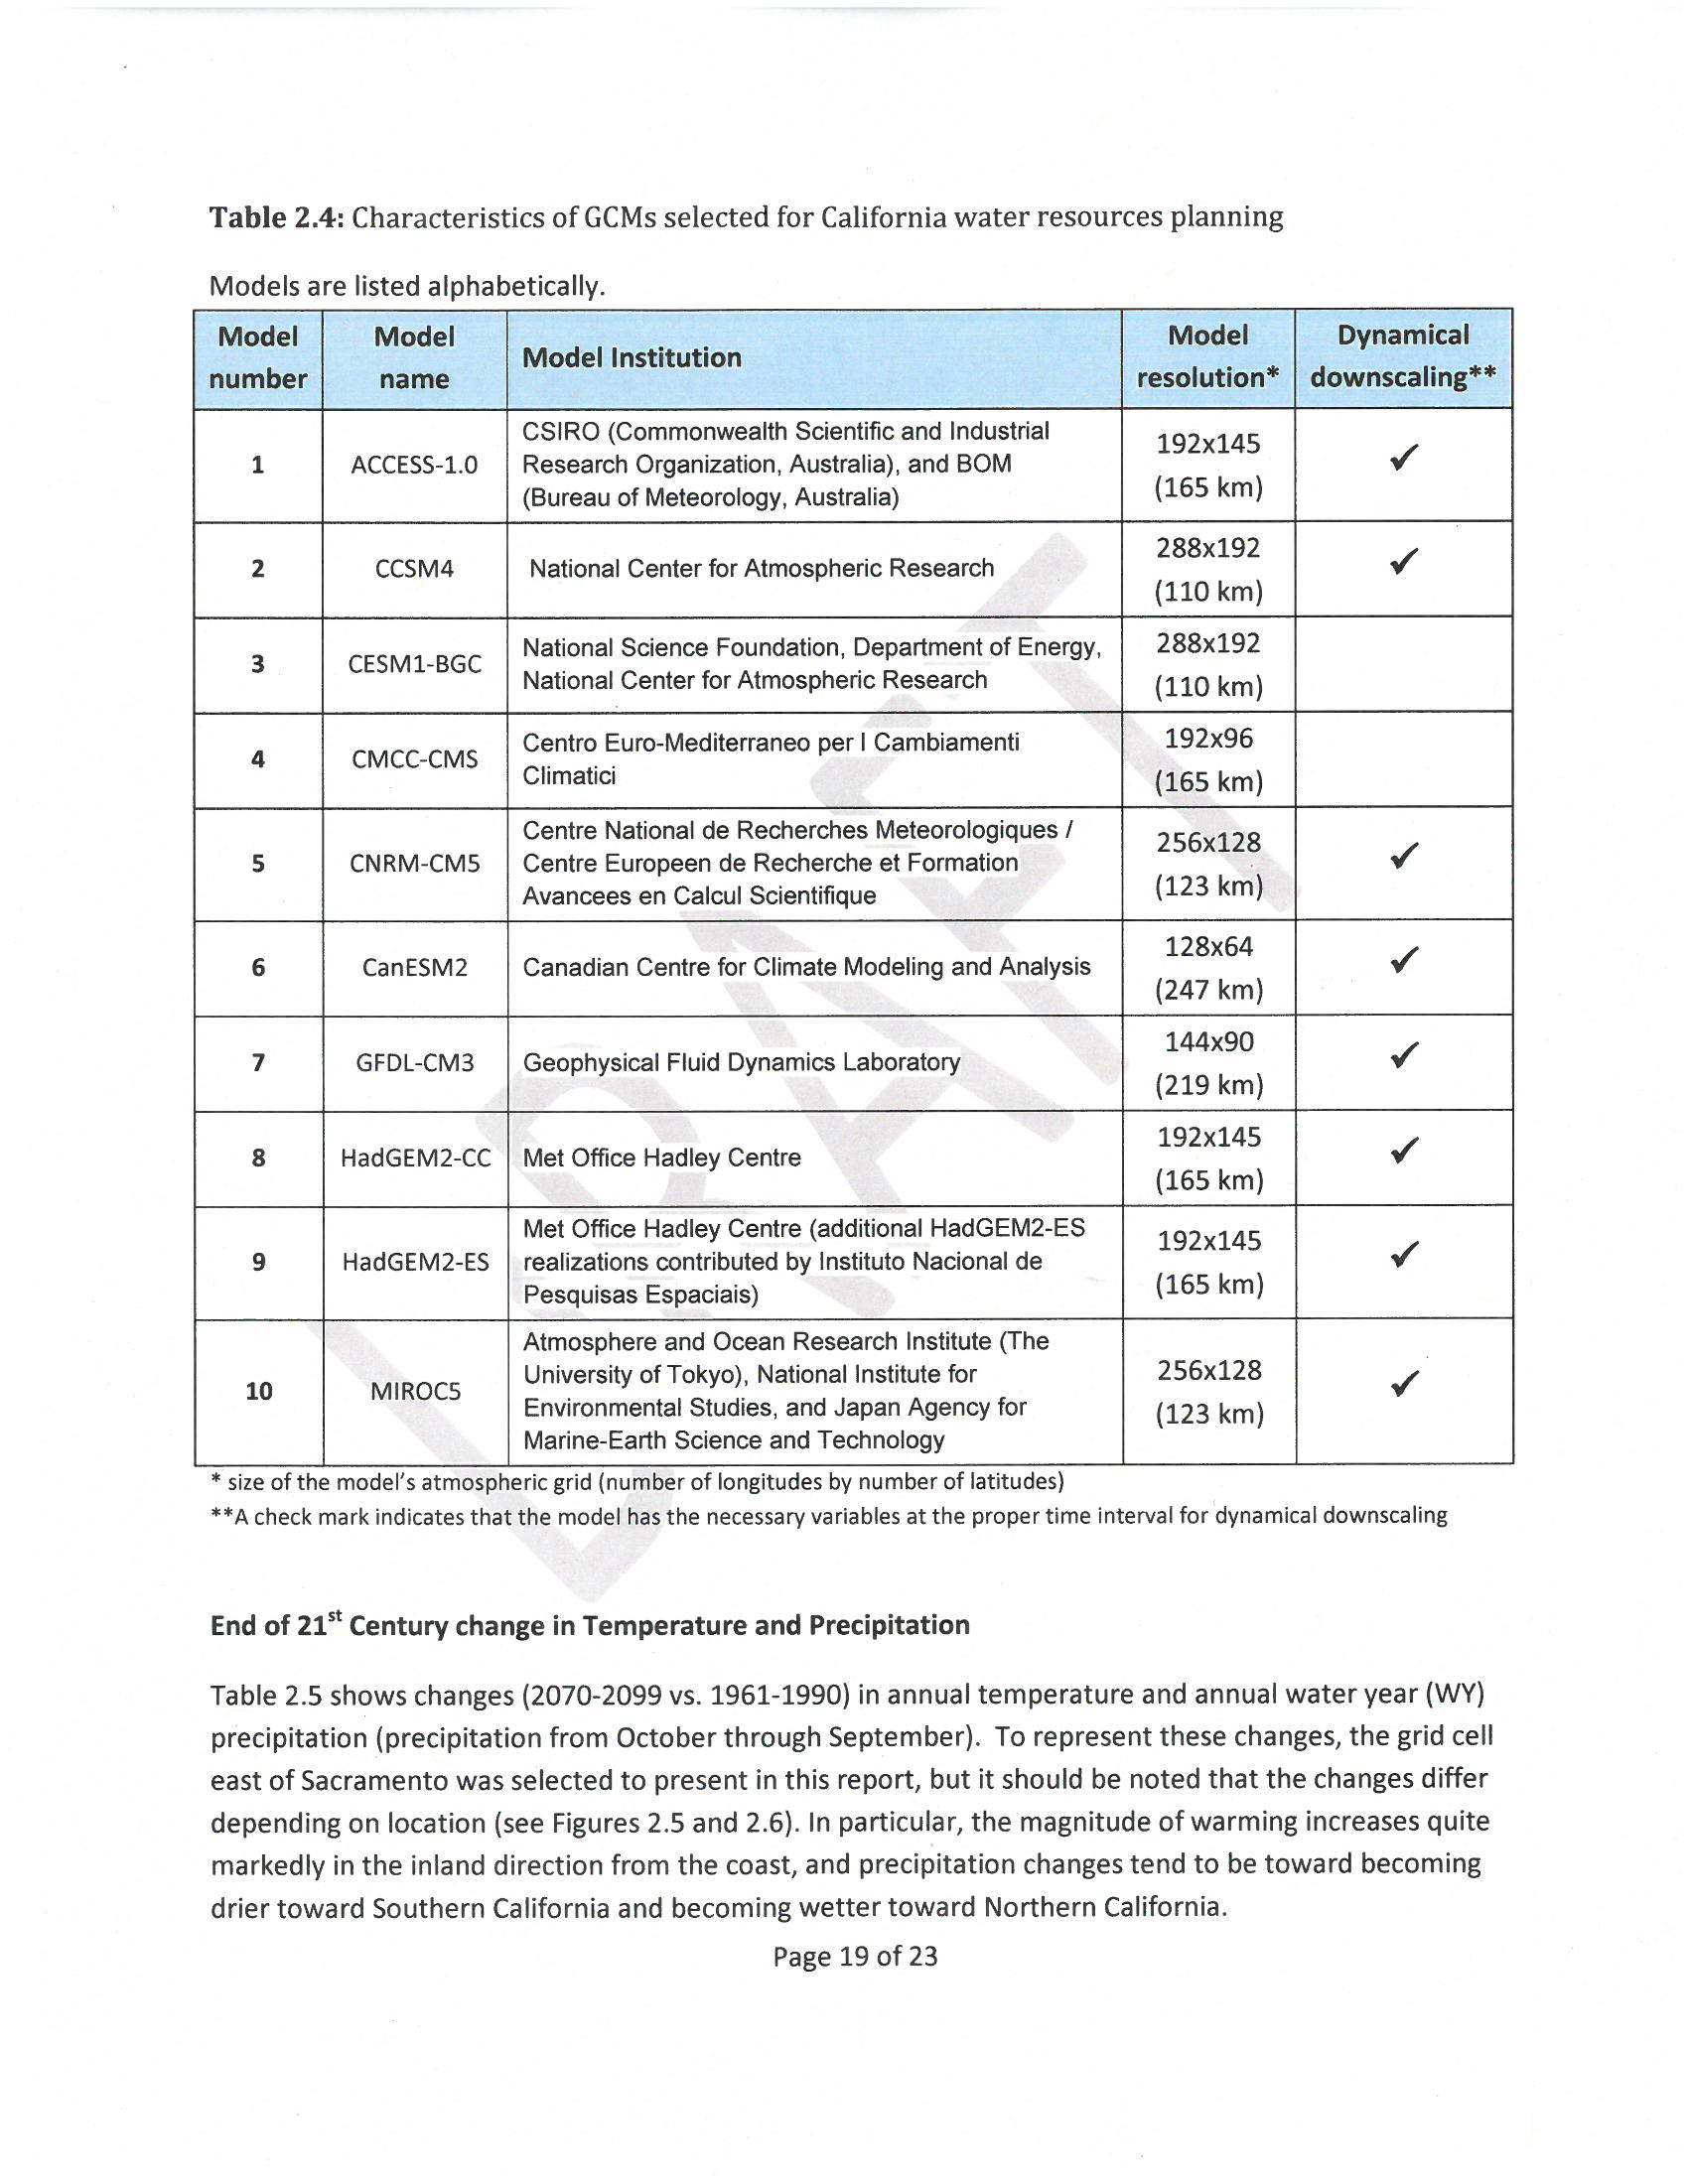 Table 2.4: Characteristics of GCMs selected for California water resources planning
Models are listed alphabetically.
Model number | Model name | Model Institution | Model resolution* | Dynamical downscaling**
1 | ACCESS-1.0 | CSIRO (Commonwealth Scientific and Industrial Research Organization, Australia), and BOM (Bureau of Meteorology, Australia) | 192x145 (165 km) | ✓
2 | CCSM4 | National Center for Atmospheric Research | 288x192 (110 km) | ✓
3 | CESM1-BGC | National Science Foundation, Department of Energy, National Center for Atmospheric Research | 288x192 (110 km) |
4 | CMCC-CMS | Centro Euro-Mediterraneo per I Cambiamenti Climatici | 192x96 (165 km) |
5 | CNRM-CM5 | Centre National de Recherches Meteorologiques / Centre Europeen de Recherche et Formation Avancees en Calcul Scientifique | 256x128 (123 km) | ✓
6 | CanESM2 | Canadian Centre for Climate Modeling and Analysis | 128x64 (247 km) | ✓
7 | GFDL-CM3 | Geophysical Fluid Dynamics Laboratory | 144x90 (219 km) | ✓
8 | HadGEM2-CC | Met Office Hadley Centre | 192x145 (165 km) | ✓
9 | HadGEM2-ES | Met Office Hadley Centre (additional HadGEM2-ES realizations contributed by Instituto Nacional de Pesquisas Espaciais) | 192x145 (165 km) | ✓
10 | MIROC5 | Atmosphere and Ocean Research Institute (The University of Tokyo), National Institute for Environmental Studies, and Japan Agency for Marine-Earth Science and Technology | 256x128 (123 km) | ✓
DRAFT
* size of the model's atmospheric grid (number of longitudes by number of latitudes)
**A check mark indicates that the model has the necessary variables at the proper time interval for dynamical downscaling
End of 21st Century change in Temperature and Precipitation
Table 2.5 shows changes (2070-2099 vs. 1961-1990) in annual temperature and annual water year (WY)
precipitation (precipitation from October through September). To represent these changes, the grid cell
east of Sacramento was selected to present in this report, but it should be noted that the changes differ
depending on location (see Figures 2.5 and 2.6). In particular, the magnitude of warming increases quite
markedly in the inland direction from the coast, and precipitation changes tend to be toward becoming
drier toward Southern California and becoming wetter toward Northern California.
Page 19 of 23